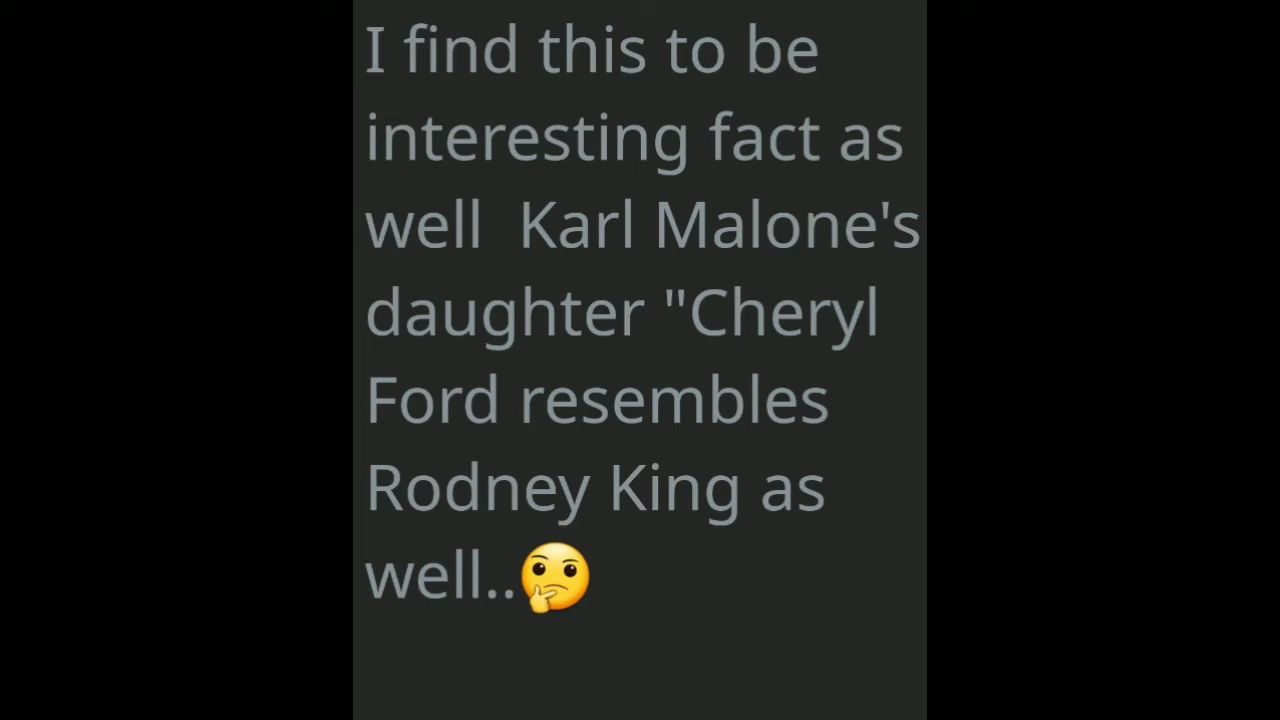 I find this to be
interesting fact as
well  Karl Malone's
daughter "Cheryl
Ford resembles
Rodney King as
well..🤔